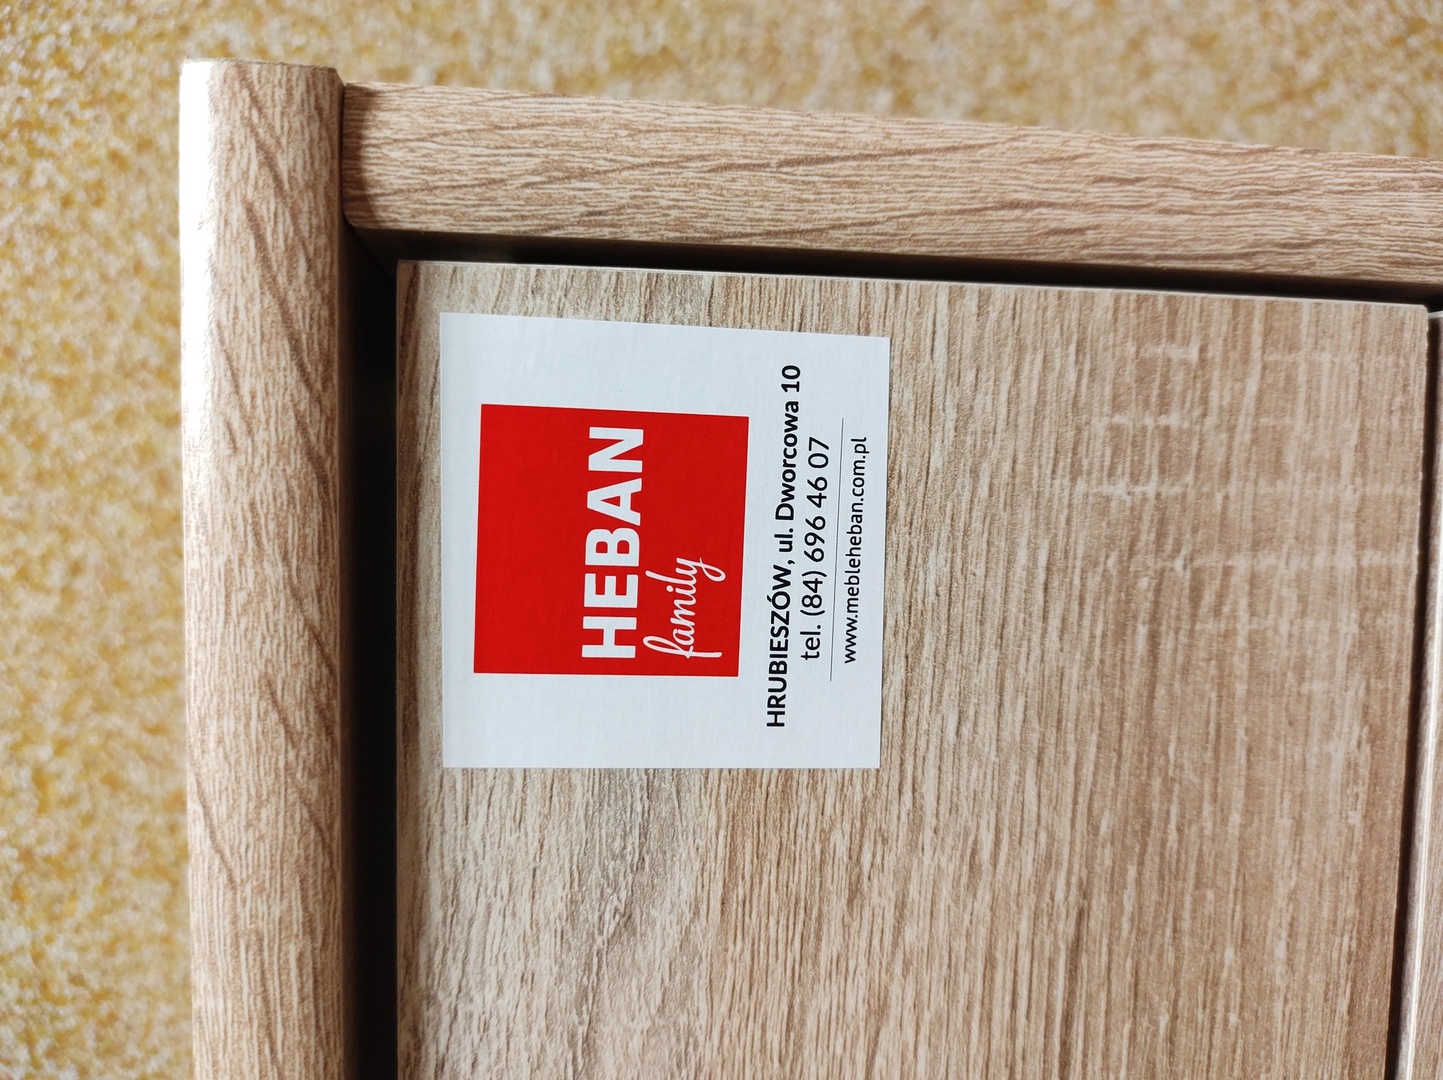 HEBAN
family
HRUBIESZÓW, ul. Dworcowa 10
tel. (84) 696 46 07
www.mebleheban.com.pl